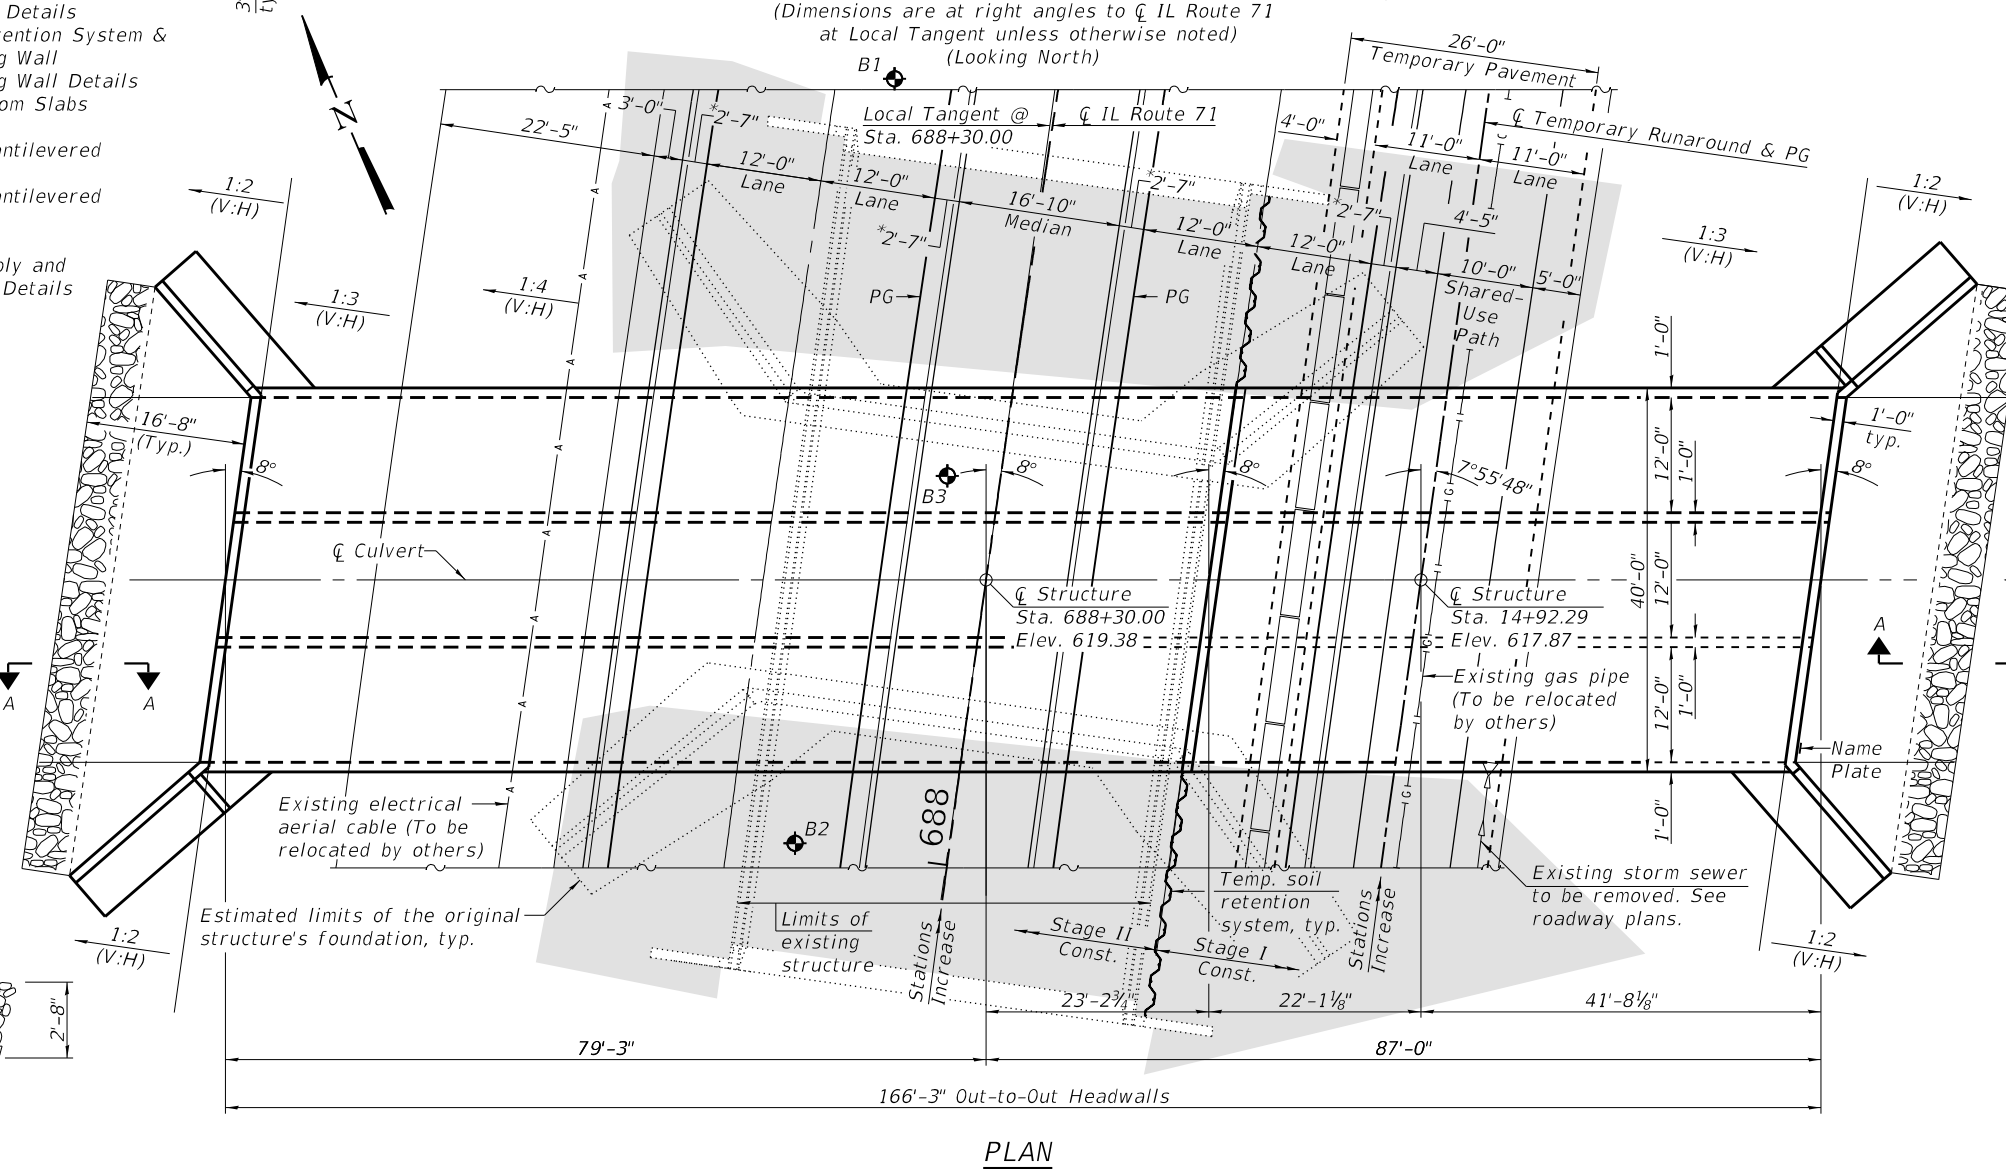 Details
ention System &
g Wall
g Wall Details
om Slabs
antilevered
antilevered
ply and
Details
(Dimensions are at right angles to ℄ IL Route 71
at Local Tangent unless otherwise noted)
(Looking North)
N
B1
26'-0"
Temporary Pavement
Local Tangent @
Sta. 688+30.00
℄ IL Route 71
℄ Temporary Runaround & PG
22'-5"
3'-0"
*2'-7"
12'-0"
Lane
12'-0"
Lane
*2'-7"
16'-10"
Median
*2'-7"
12'-0"
Lane
12'-0"
Lane
*2'-7"
4'-0"
11'-0"
Lane
11'-0"
Lane
4'-5"
10'-0"
Shared-
Use
Path
5'-0"
1:2
(V:H)
1:3
(V:H)
1:4
(V:H)
1:2
(V:H)
1:3
(V:H)
PG
PG
1'-0"
16'-8"
(Typ.)
8°
B3
8°
8°
7°55'48"
8°
1'-0"
typ.
12'-0"
1'-0"
℄ Culvert
℄ Structure
Sta. 688+30.00
Elev. 619.38
℄ Structure
Sta. 14+92.29
Elev. 617.87
40'-0"
12'-0"
A
A
A
Existing gas pipe
(To be relocated
by others)
12'-0"
1'-0"
Name
Plate
Existing electrical
aerial cable (To be
relocated by others)
B2
688
1'-0"
Existing storm sewer
to be removed. See
roadway plans.
Estimated limits of the original
structure's foundation, typ.
Limits of
existing
structure
Stations
Increase
Temp. soil
retention
system, typ.
Stage II
Const.
Stage I
Const.
Stations
Increase
1:2
(V:H)
1:2
(V:H)
2'-8"
23'-2¾"
22'-1⅛"
41'-8⅛"
79'-3"
87'-0"
166'-3" Out-to-Out Headwalls
PLAN